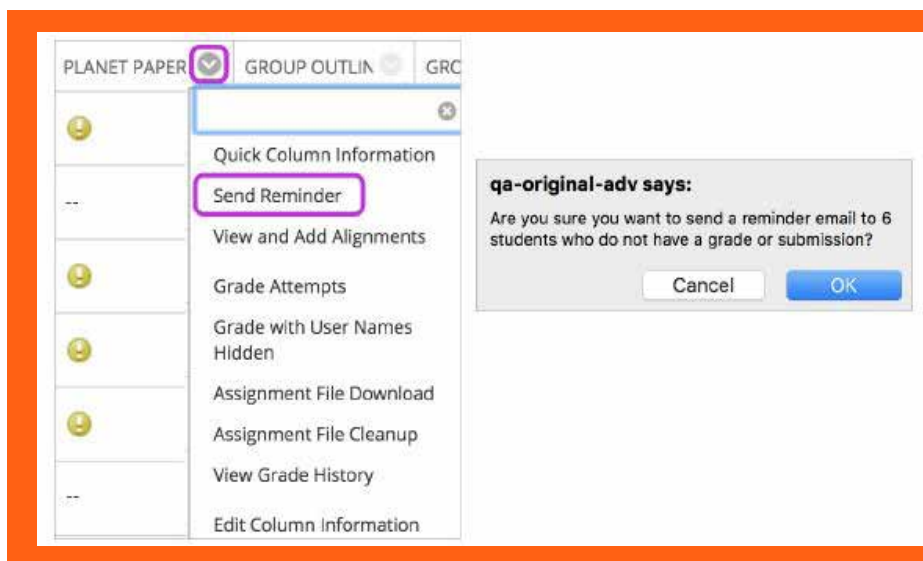 PLANET PAPER
GROUP OUTLIN
GRC
Quick Column Information
Send Reminder
View and Add Alignments
Grade Attempts
Grade with User Names
Hidden
Assignment File Download
Assignment File Cleanup
View Grade History
Edit Column Information
--
--
qa-original-adv says:
Are you sure you want to send a reminder email to 6
students who do not have a grade or submission?
Cancel
OK